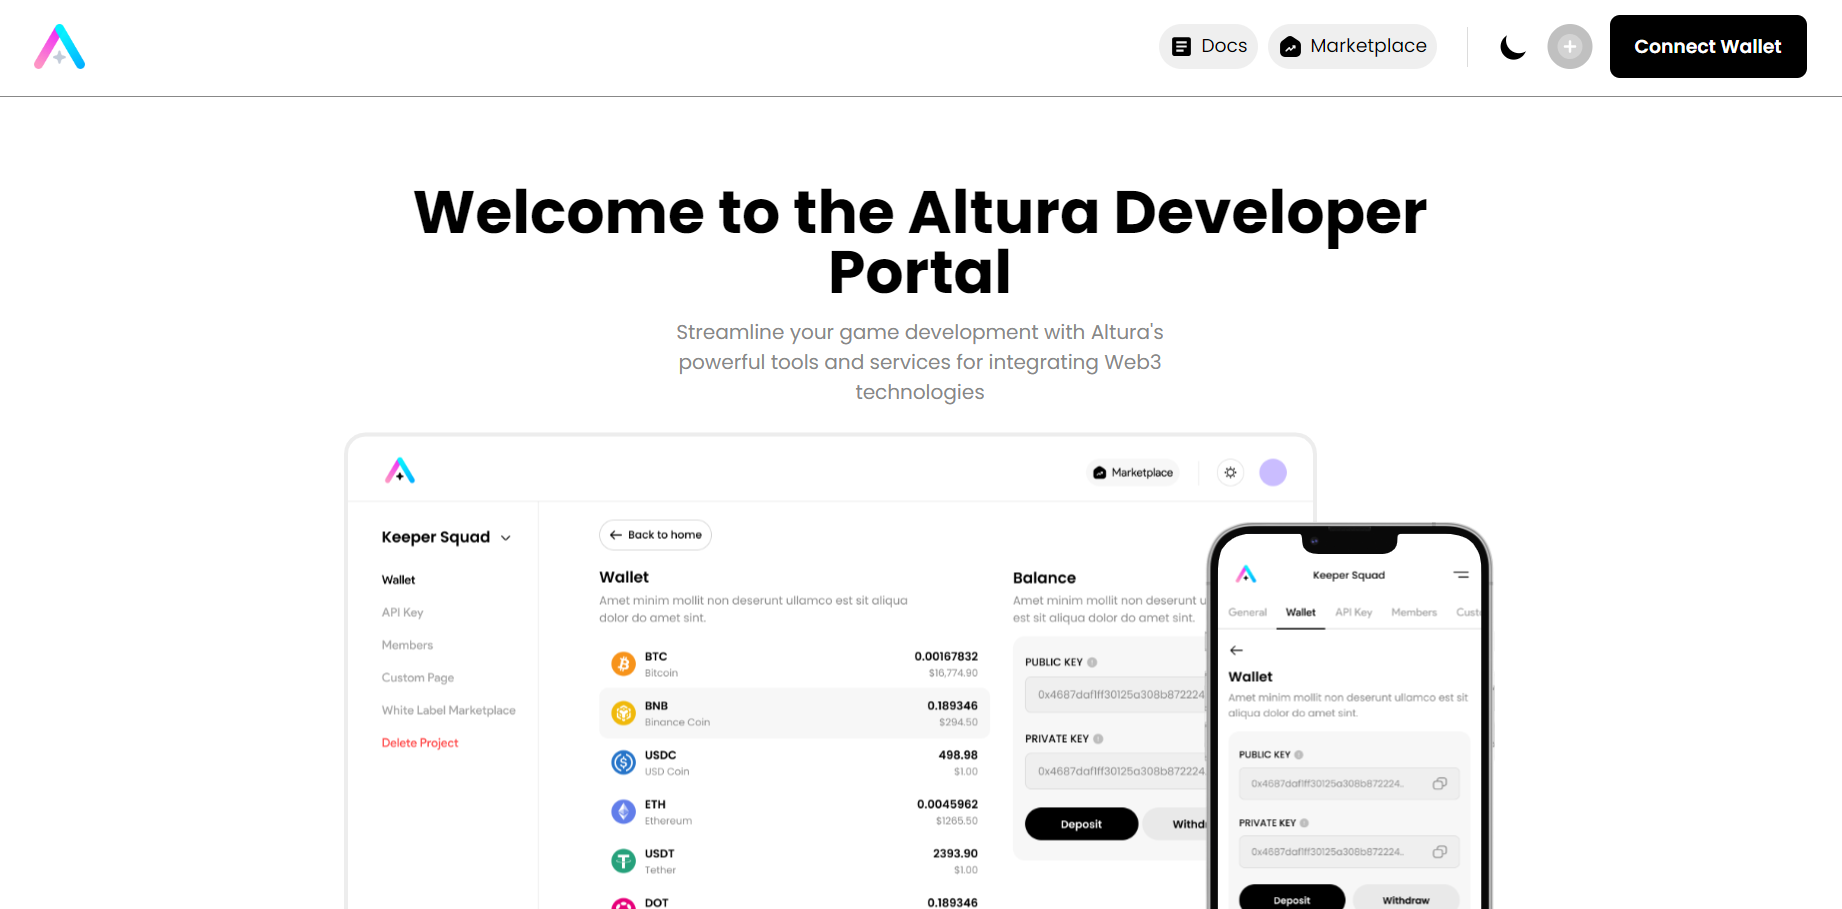 Docs
Marketplace
Connect Wallet
Welcome to the Altura Developer
Portal
Streamline your game development with Altura's
powerful tools and services for integrating Web3
technologies
Marketplace
Keeper Squad
Wallet
API Key
Members
Custom Page
White Label Marketplace
Delete Project
Back to home
Wallet
Amet minim mollit non deserunt ullamco est sit aliqua
dolor do amet sint.
BTC 0.00167832
Bitcoin $16,774.90
BNB 0.189346
Binance Coin $294.50
USDC 498.98
USD Coin $1.00
ETH 0.0045962
Ethereum $1265.50
USDT 2393.90
Tether $1.00
DOT 0.189346
Balance
Amet minim mollit non deserunt u
est sit aliqua dolor do amet sint.
PUBLIC KEY
0x4687daf1ff30125a308b872224
PRIVATE KEY
0x4687daf1ff30125a308b872224
Deposit Withdr
Keeper Squad
General Wallet API Key Members Custo
Wallet
Amet minim mollit non deserunt ullamco est sit
aliqua dolor do amet sint.
PUBLIC KEY
0x4687daf1ff30125a308b872224..
PRIVATE KEY
0x4687daf1ff30125a308b872224..
Deposit Withdraw